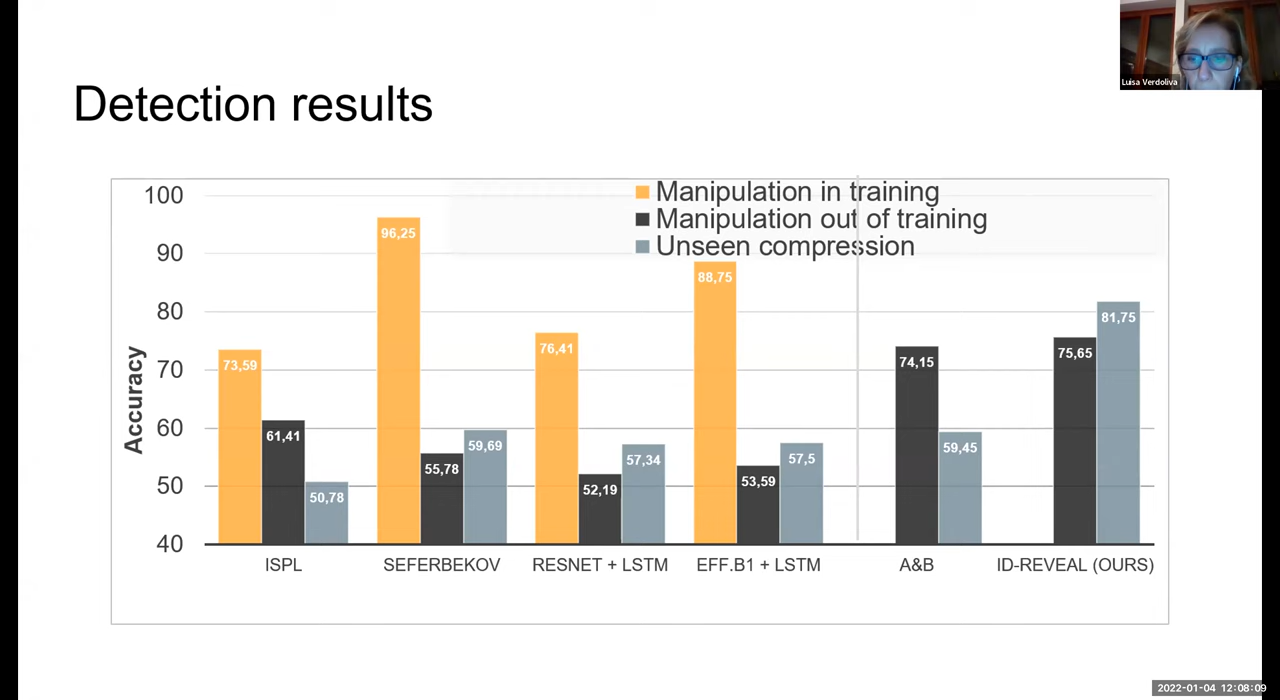 Luisa Verdoliva
Detection results
Manipulation in training
Manipulation out of training
Unseen compression
Accuracy
100
90
80
70
60
50
40
73,59
61,41
50,78
96,25
55,78
59,69
76,41
52,19
57,34
88,75
53,59
57,5
74,15
59,45
75,65
81,75
ISPL
SEFERBEKOV
RESNET + LSTM
EFF.B1 + LSTM
A&B
ID-REVEAL (OURS)
2022-01-04 12:08:09